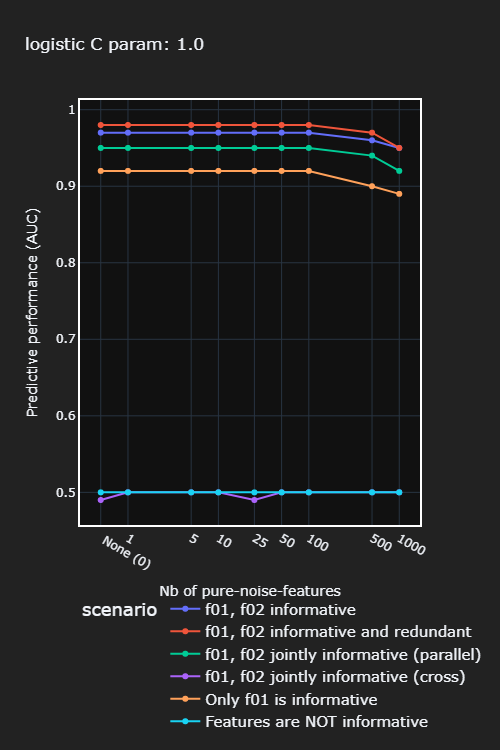 logistic C param: 1.0
1
0.9
0.8
0.7
0.6
0.5
Predictive performance (AUC)
None (0) 1 5 10 25 50 100 500 1000
Nb of pure-noise-features
scenario
f01, f02 informative
f01, f02 informative and redundant
f01, f02 jointly informative (parallel)
f01, f02 jointly informative (cross)
Only f01 is informative
Features are NOT informative